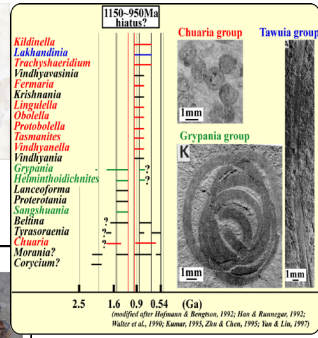 1150~950Ma
hiatus?
Kildinella
Lakhandinia
Trachyshaeridium
Vindhyavasinia
Fermaria
Krishnania
Lingulella
Obolella
Protobolella
Tasmanites
Vindhyanella
Vindhyania
Grypania
?
Helminthoidichnites
?
Lanceeforma
Proterotania
Sangshuania
Beltina
?
Tyrasoraenia
?
Chuaria
?
Morania?
Corycium?
2.5 1.6 0.9 0.54 (Ga)
Chuaria group
1mm
Tawuia group
1mm
Grypania group
K
1mm
(modified after Hofmann & Bengtson, 1992; Han & Runnegar, 1992;
Walter et al., 1990; Kumar, 1995, Zhu & Chen, 1995; Yan & Lin, 1997)